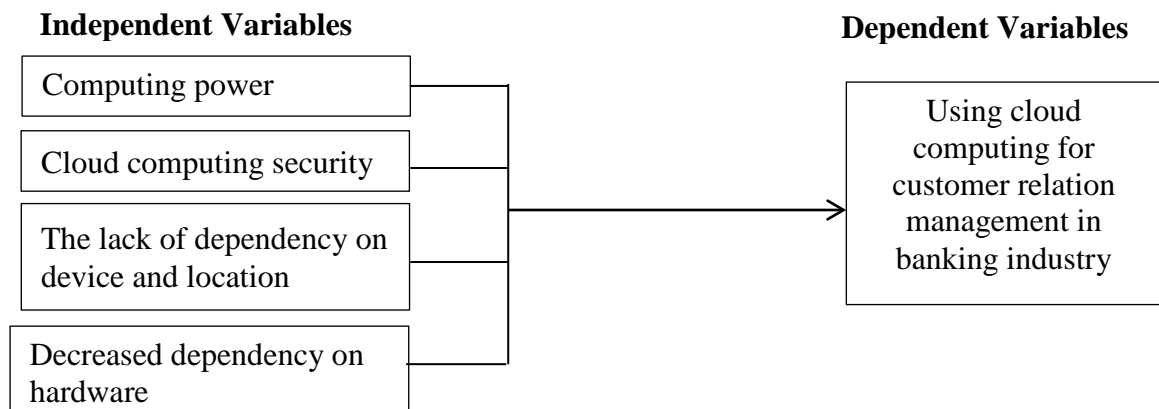 Independent Variables
Computing power
Cloud computing security
The lack of dependency on
device and location
Decreased dependency on
hardware
Dependent Variables
Using cloud
computing for
customer relation
management in
banking industry